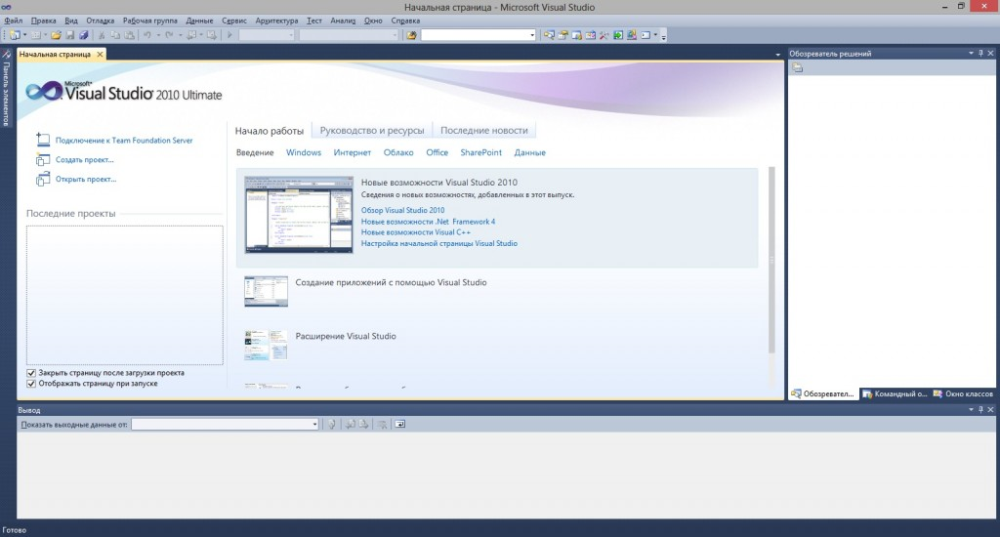 Начальная страница - Microsoft Visual Studio
Файл Правка Вид Отладка Рабочая группа Данные Сервис Архитектура Тест Анализ Окно Справка
Панель элементов
Начальная страница
Microsoft
Visual Studio 2010 Ultimate
Подключение к Team Foundation Server
Создать проект...
Открыть проект...
Последние проекты
Закрыть страницу после загрузки проекта
Отображать страницу при запуске
Начало работы Руководство и ресурсы Последние новости
Введение Windows Интернет Облако Office SharePoint Данные
Новые возможности Visual Studio 2010
Сведения о новых возможностях, добавленных в этот выпуск.
Обзор Visual Studio 2010
Новые возможности .Net Framework 4
Новые возможности Visual C++
Настройка начальной страницы Visual Studio
Создание приложений с помощью Visual Studio
Расширение Visual Studio
Обозреватель решений
Обозревател... Командный о... Окно классов
Вывод
Показать выходные данные от:
Готово